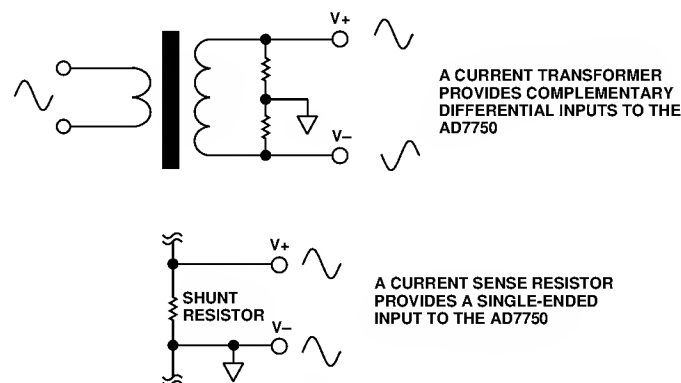 V+
A CURRENT TRANSFORMER
PROVIDES COMPLEMENTARY
DIFFERENTIAL INPUTS TO THE
AD7750
V–
V+
SHUNT
RESISTOR
A CURRENT SENSE RESISTOR
PROVIDES A SINGLE-ENDED
INPUT TO THE AD7750
V–